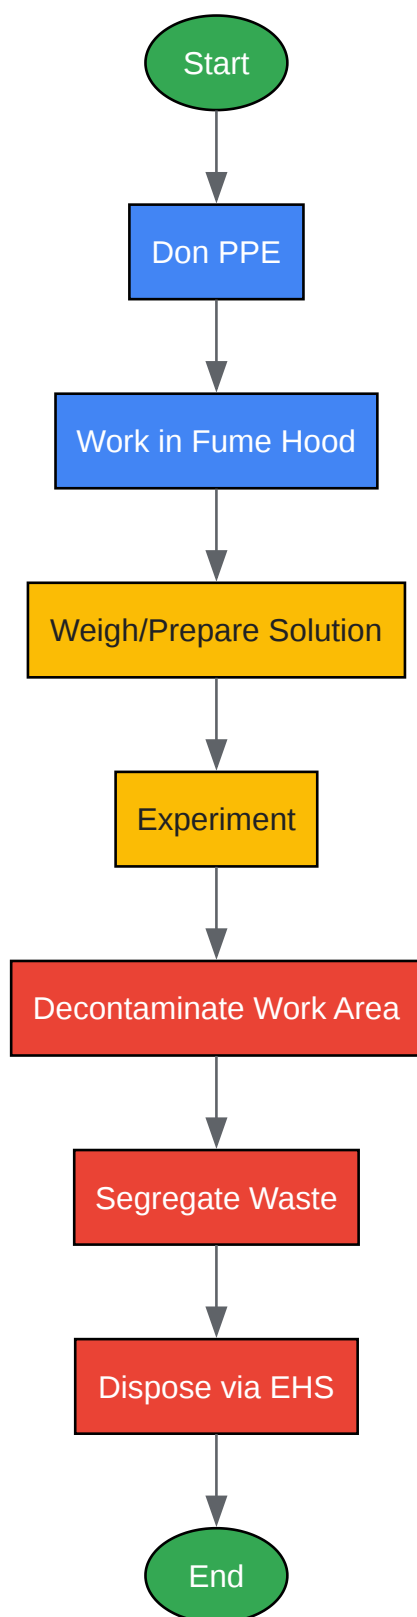 Start
Don PPE
Work in Fume Hood
Weigh/Prepare Solution
Experiment
Decontaminate Work Area
Segregate Waste
Dispose via EHS
End